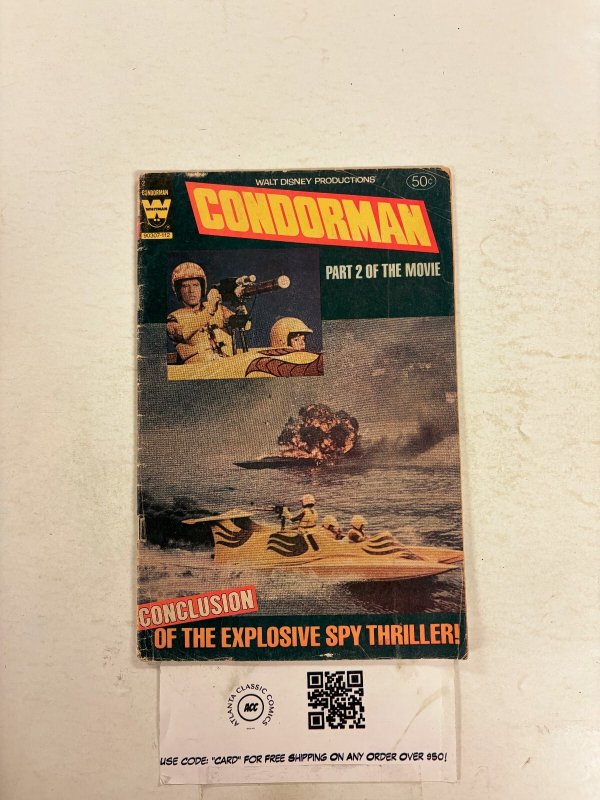 WALT DISNEY PRODUCTIONS
50¢
CONDORMAN
WHITMAN
CONDORMAN
PART 2 OF THE MOVIE
CONCLUSION
OF THE EXPLOSIVE SPY THRILLER!
ATLANTA CLASSIC COMICS
ACC
USE CODE: "CARD" FOR FREE SHIPPING ON ANY ORDER OVER $50!